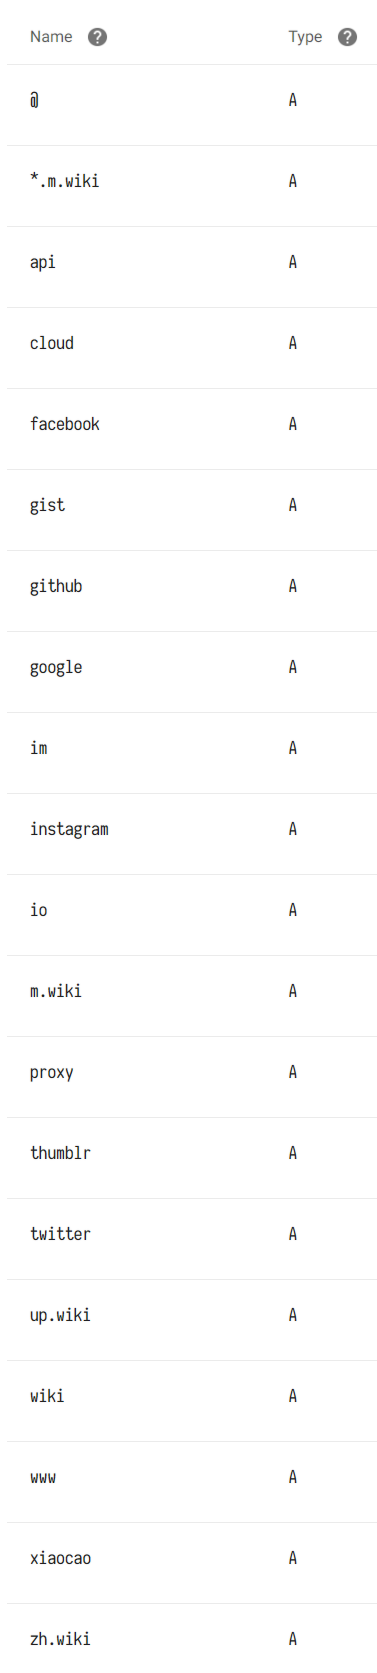 Name Type
@ A
*.m.wiki A
api A
cloud A
facebook A
gist A
github A
google A
im A
instagram A
io A
m.wiki A
proxy A
thumblr A
twitter A
up.wiki A
wiki A
www A
xiaocao A
zh.wiki A